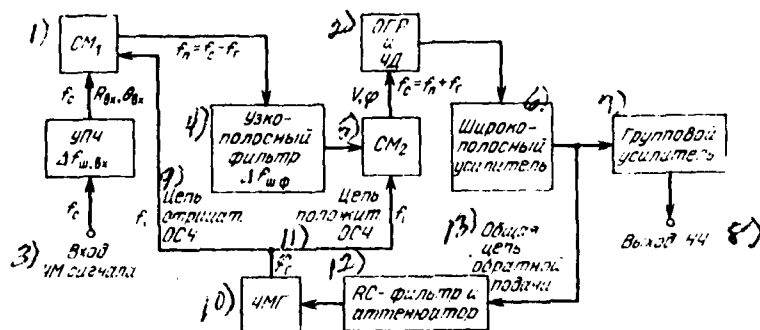 1)
СМ₁
fп = fс - fг
2)
ОГР
и
ЧД
fс
Rвх, θвх
V, φ
fс = fп + fг
УПЧ
Δfш.вх
4)
Узко-
полосный
фильтр
Δfшф
5)
СМ₂
6)
Широко-
полосный
усилитель
7)
Групповой
усилитель
fс
9)
Цепь
отрицат.
ОСЧ
Цепь
положит.
ОСЧ
3)
Вход
ЧМ сигнала
11)
fг
13)
Общая
цепь
обратной
подачи
Выход ЧЧ
8)
10)
ЧМГ
12)
RC-фильтр и
аттенюатор